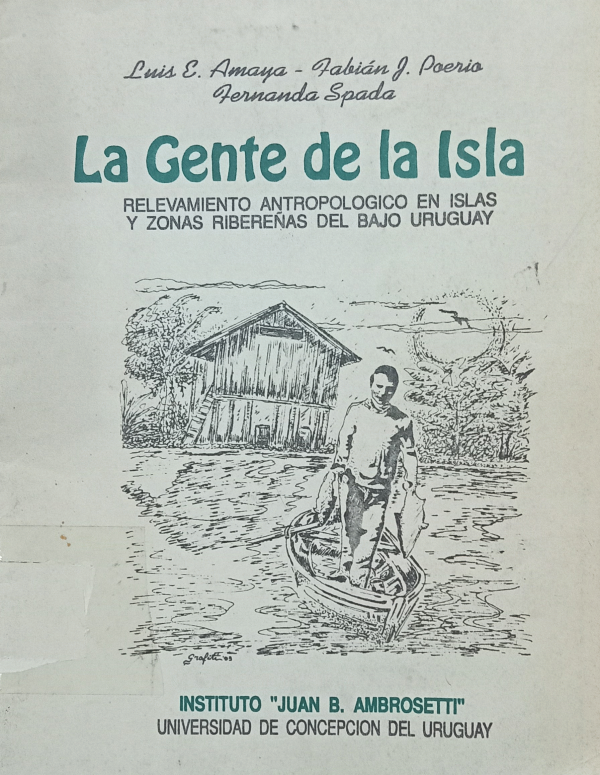 Luis E. Amaya - Fabián J. Poerio
Fernanda Spada
La Gente de la Isla
RELEVAMIENTO ANTROPOLOGICO EN ISLAS
Y ZONAS RIBEREÑAS DEL BAJO URUGUAY
INSTITUTO "JUAN B. AMBROSETTI"
UNIVERSIDAD DE CONCEPCION DEL URUGUAY